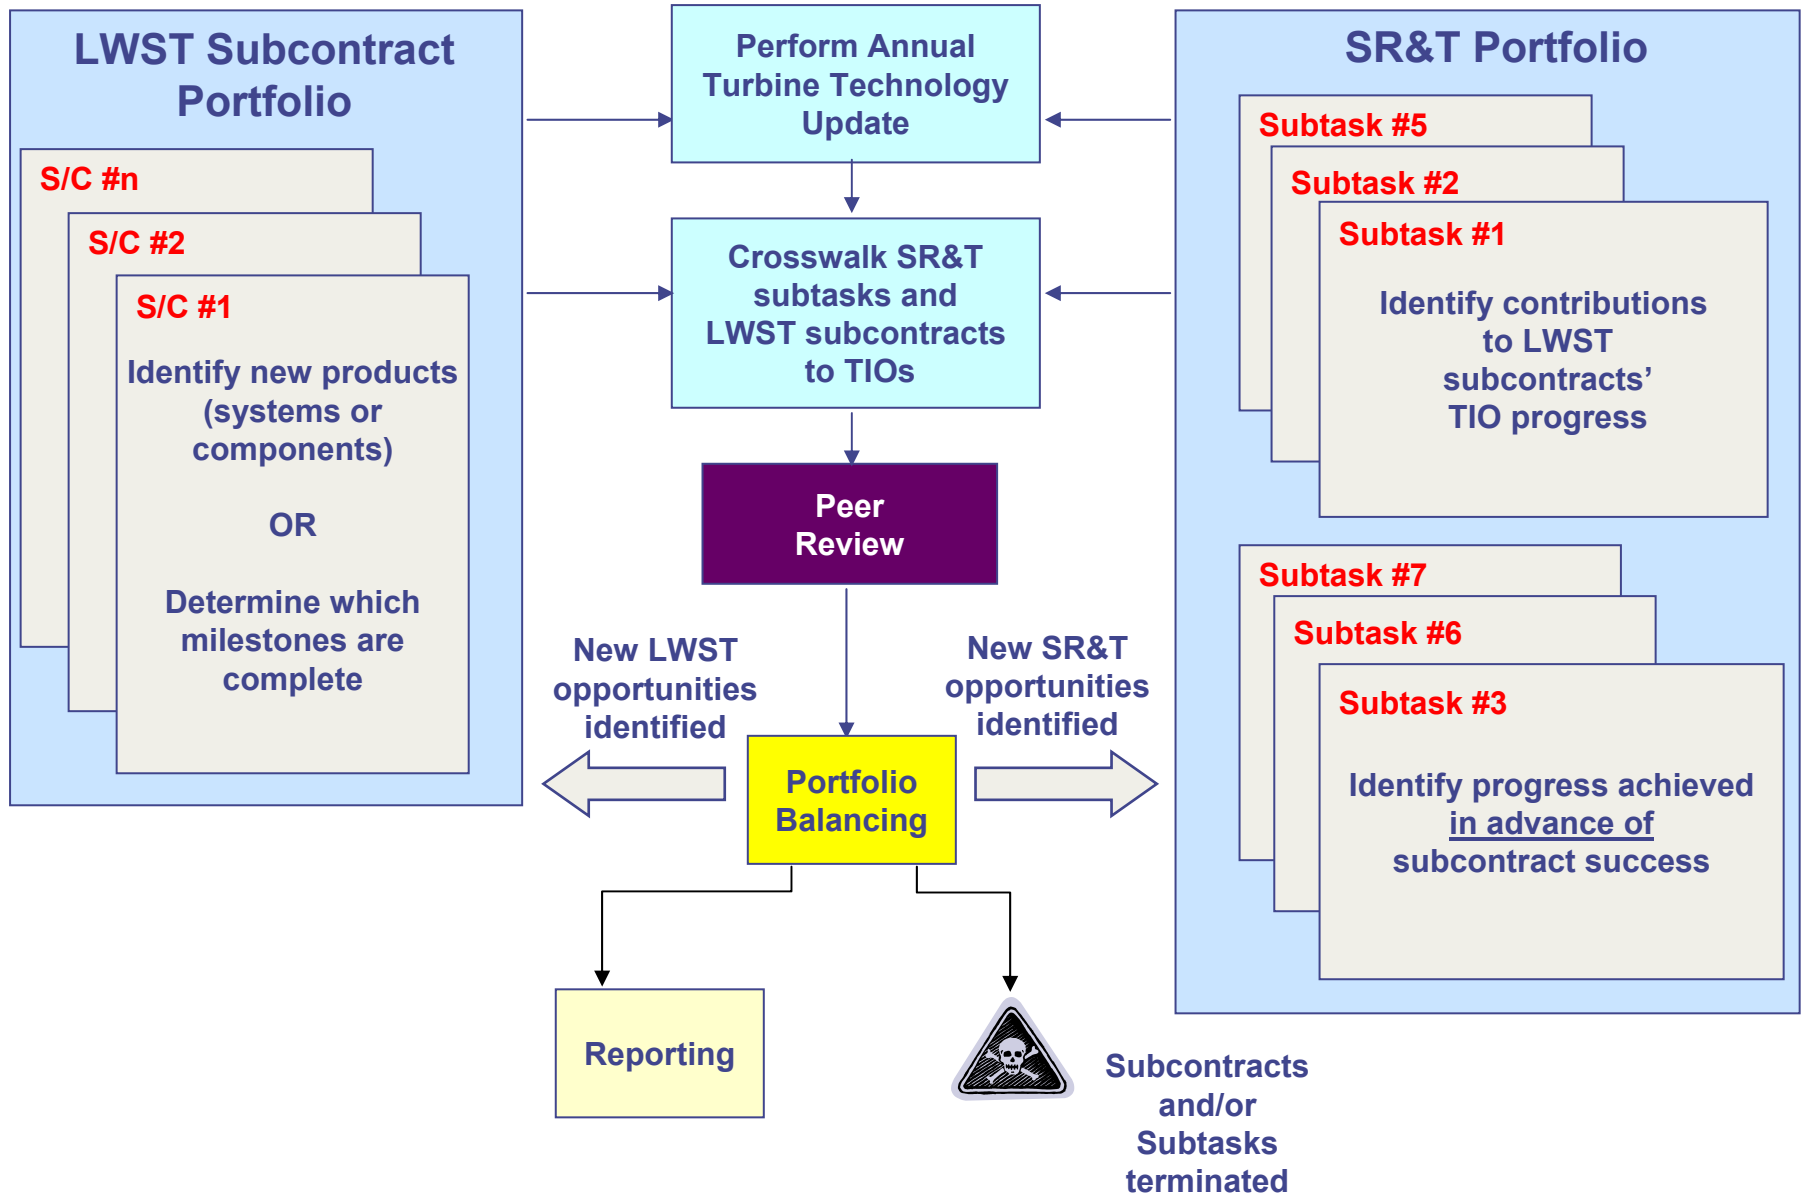 LWST Subcontract
Portfolio
S/C #n
S/C #2
S/C #1
Identify new products
(systems or
components)
OR
Determine which
milestones are
complete
Perform Annual
Turbine Technology
Update
Crosswalk SR&T
subtasks and
LWST subcontracts
to TIOs
Peer
Review
New LWST
opportunities
identified
New SR&T
opportunities
identified
Portfolio
Balancing
Reporting
Subcontracts
and/or
Subtasks
terminated
SR&T Portfolio
Subtask #5
Subtask #2
Subtask #1
Identify contributions
to LWST
subcontracts’
TIO progress
Subtask #7
Subtask #6
Subtask #3
Identify progress achieved
in advance of
subcontract success